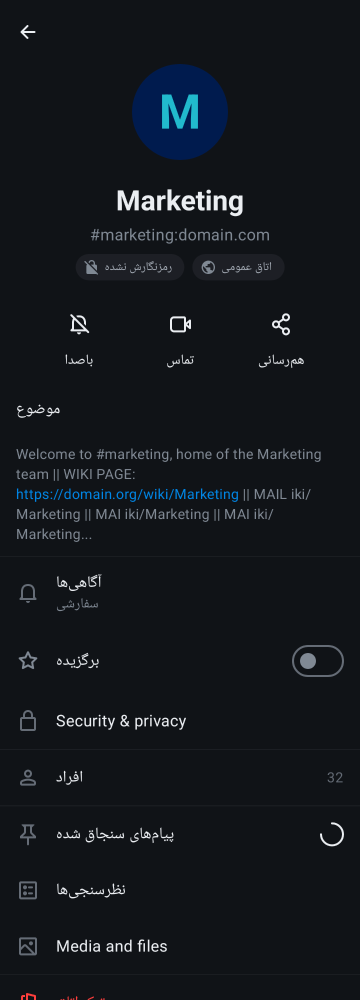 M
Marketing
#marketing:domain.com
اتاق عمومی
رمزنگارش نشده
باصدا
تماس
هم‌رسانی
موضوع
Welcome to #marketing, home of the Marketing
team || WIKI PAGE:
https://domain.org/wiki/Marketing || MAIL iki/
Marketing || MAI iki/Marketing || MAI iki/
Marketing...
آگاهی‌ها
سفارشی
برگزیده
Security & privacy
افراد
32
پیام‌های سنجاق شده
نظرسنجی‌ها
Media and files